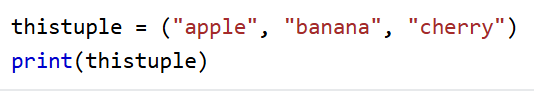 thistuple = ("apple", "banana", "cherry")
print(thistuple)